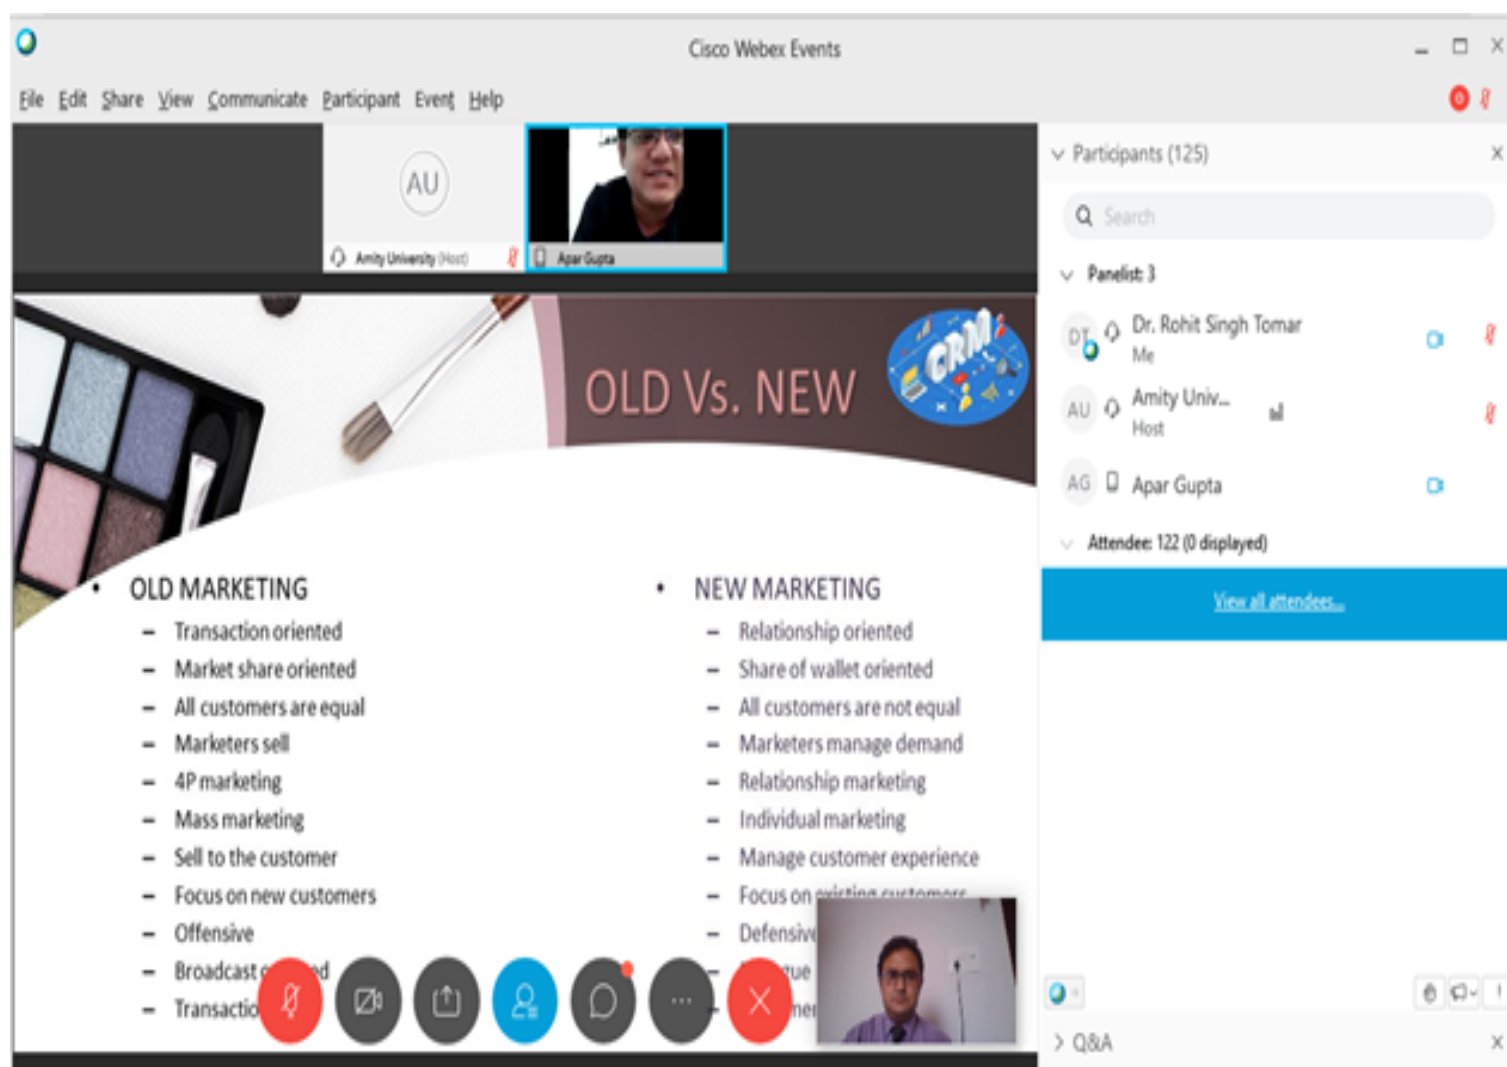 Cisco Webex Events
File Edit Share View Communicate Participant Event Help
AU
Amity University (Host)
Apar Gupta
OLD Vs. NEW
CRM
OLD MARKETING
– Transaction oriented
– Market share oriented
– All customers are equal
– Marketers sell
– 4P marketing
– Mass marketing
– Sell to the customer
– Focus on new customers
– Offensive
– Broadcast
– Transactio
NEW MARKETING
– Relationship oriented
– Share of wallet oriented
– All customers are not equal
– Marketers manage demand
– Relationship marketing
– Individual marketing
– Manage customer experience
– Focus on existing customers
– Defensive
Participants (125)
Search
Panelist: 3
DT
Dr. Rohit Singh Tomar
Me
AU
Amity Univ...
Host
AG
Apar Gupta
Attendee: 122 (0 displayed)
View all attendees...
Q&A